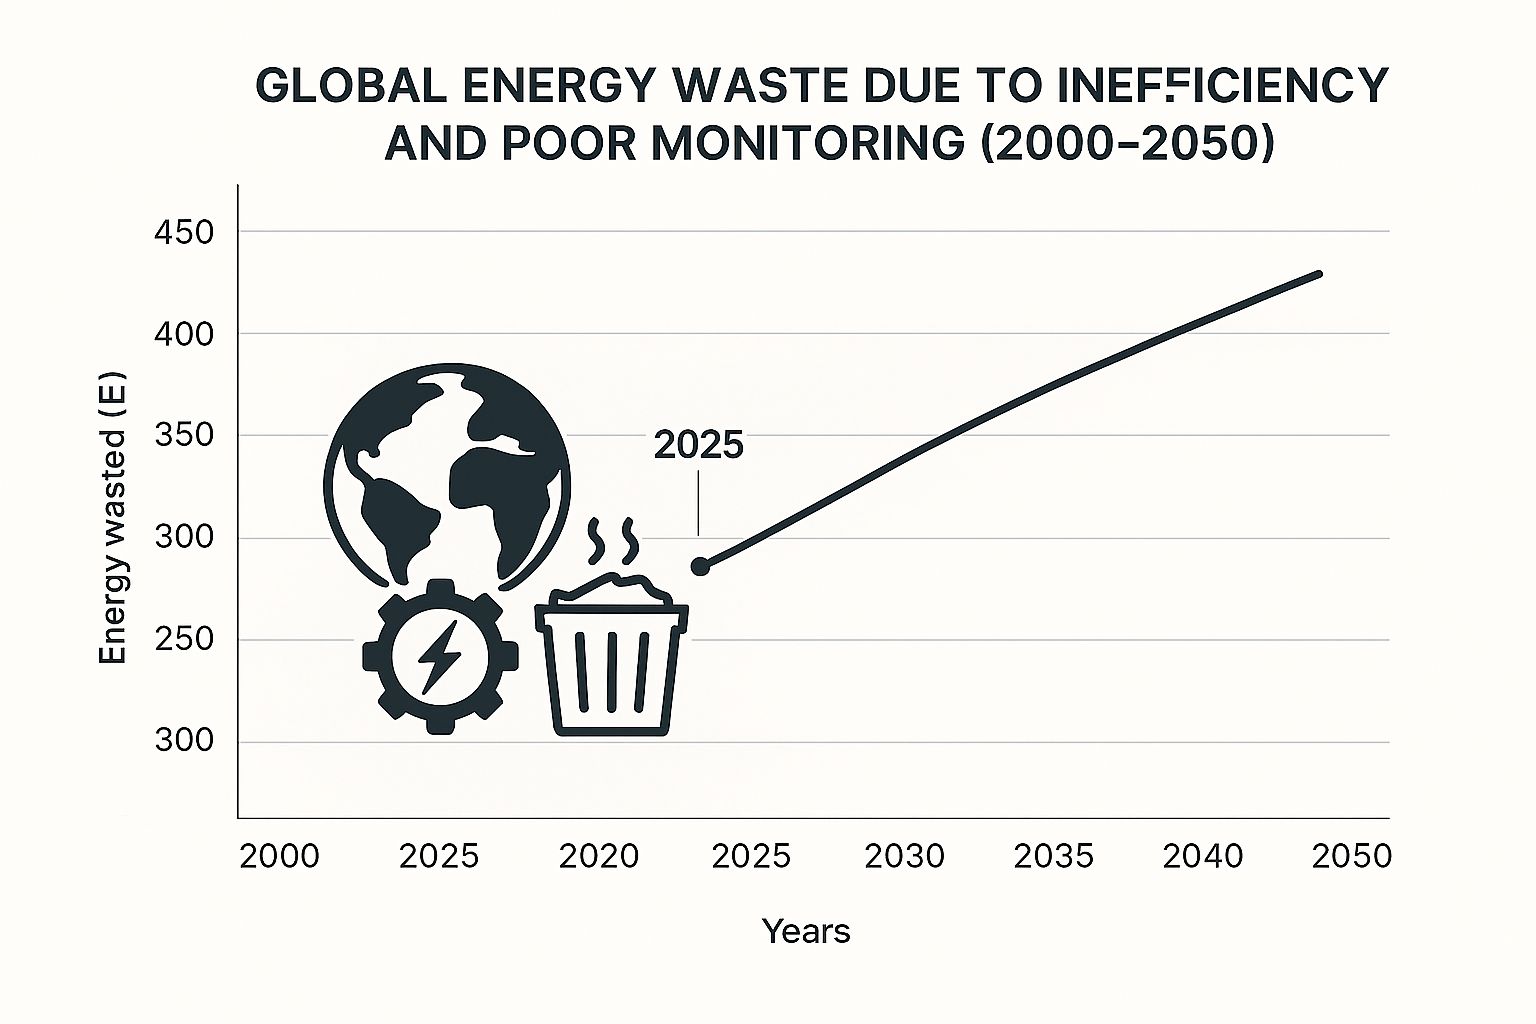 GLOBAL ENERGY WASTE DUE TO INEFFICIENCY
AND POOR MONITORING (2000–2050)
450
400
350
300
250
300
Energy wasted (E)
2025
2000 2025 2020 2025 2030 2035 2040 2050
Years